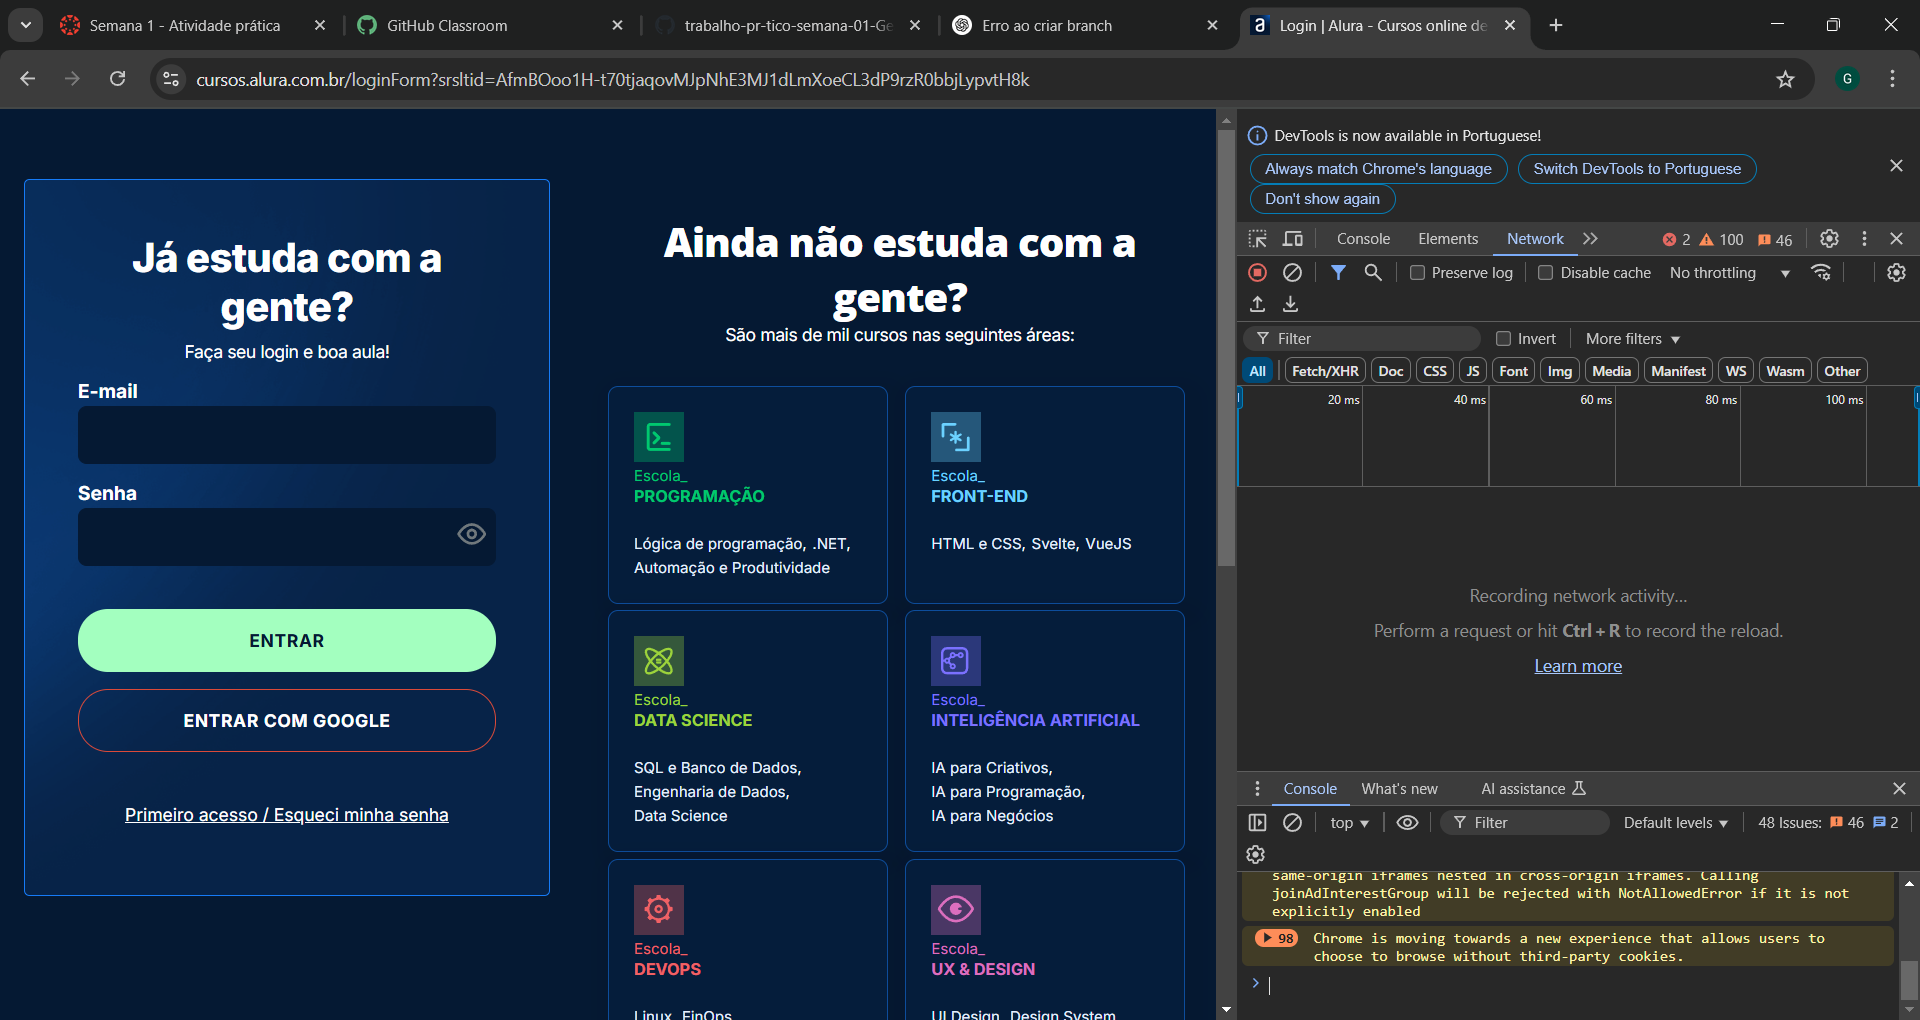 Semana 1 - Atividade prática
GitHub Classroom
trabalho-pr-tico-semana-01-Ge
Erro ao criar branch
Login | Alura - Cursos online de
cursos.alura.com.br/loginForm?srsltid=AfmBOoo1H-t70tjaqovMJpNhE3MJ1dLmXoeCL3dP9rzR0bbjLypvtH8k
G
Já estuda com a
gente?
Faça seu login e boa aula!
E-mail
Senha
ENTRAR
ENTRAR COM GOOGLE
Primeiro acesso / Esqueci minha senha
Ainda não estuda com a
gente?
São mais de mil cursos nas seguintes áreas:
Escola_
PROGRAMAÇÃO
Lógica de programação, .NET,
Automação e Produtividade
Escola_
FRONT-END
HTML e CSS, Svelte, VueJS
Escola_
DATA SCIENCE
SQL e Banco de Dados,
Engenharia de Dados,
Data Science
Escola_
INTELIGÊNCIA ARTIFICIAL
IA para Criativos,
IA para Programação,
IA para Negócios
Escola_
DEVOPS
Linux, FinOps
Escola_
UX & DESIGN
UI Design, Design System
DevTools is now available in Portuguese!
Always match Chrome's language
Switch DevTools to Portuguese
Don't show again
Console Elements Network 2 100 46
Preserve log Disable cache No throttling
Filter Invert More filters
All Fetch/XHR Doc CSS JS Font Img Media Manifest WS Wasm Other
20 ms 40 ms 60 ms 80 ms 100 ms
Recording network activity...
Perform a request or hit Ctrl + R to record the reload.
Learn more
Console What's new AI assistance
top Filter Default levels 48 Issues: 46 2
same-origin iframes nested in cross-origin iframes. Calling
joinAdInterestGroup will be rejected with NotAllowedError if it is not
explicitly enabled
98 Chrome is moving towards a new experience that allows users to
choose to browse without third-party cookies.